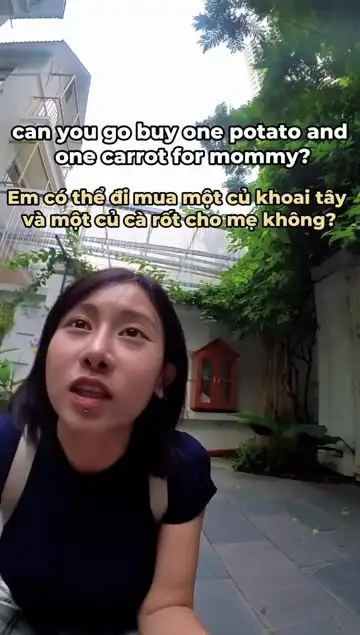 can you go buy one potato and
one carrot for mommy?
Em có thể đi mua một củ khoai tây
và một củ cà rốt cho mẹ không?